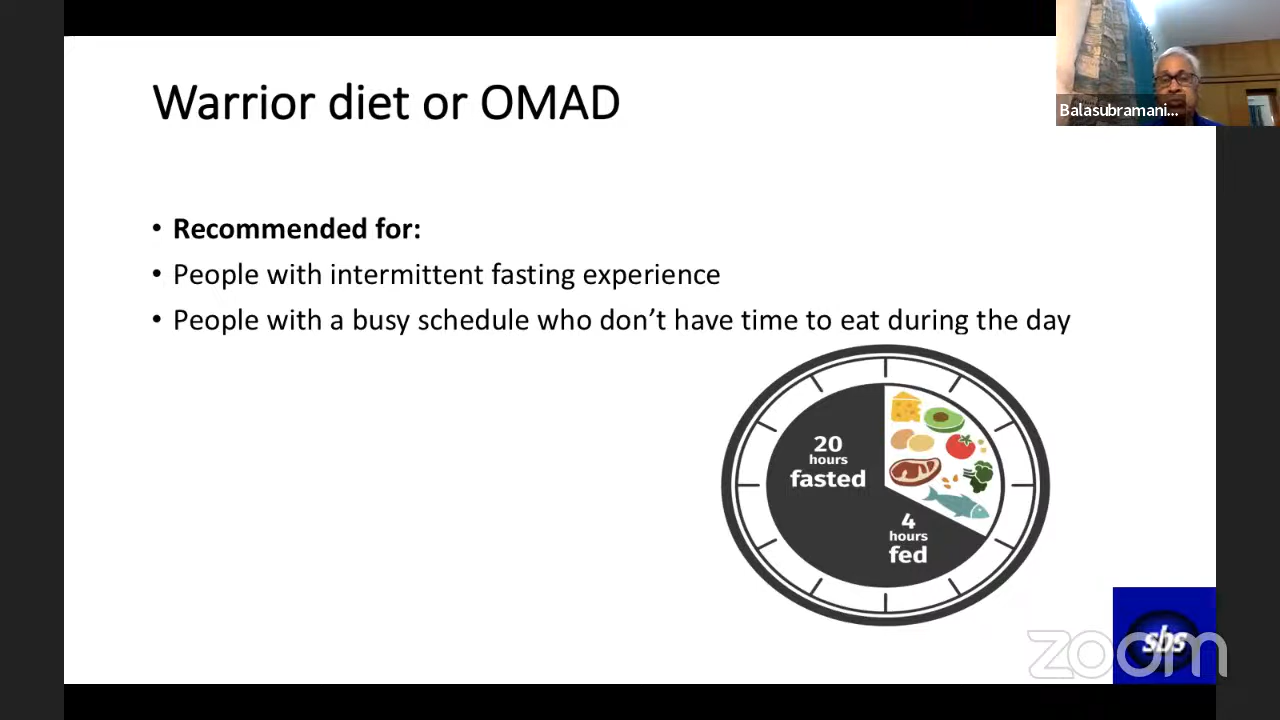 Warrior diet or OMAD
Balasubramani...
• Recommended for:
• People with intermittent fasting experience
• People with a busy schedule who don’t have time to eat during the day
20
hours
fasted
4
hours
fed
sbs
zoom